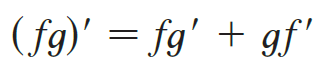 (fg)′ = fg′ + gf′